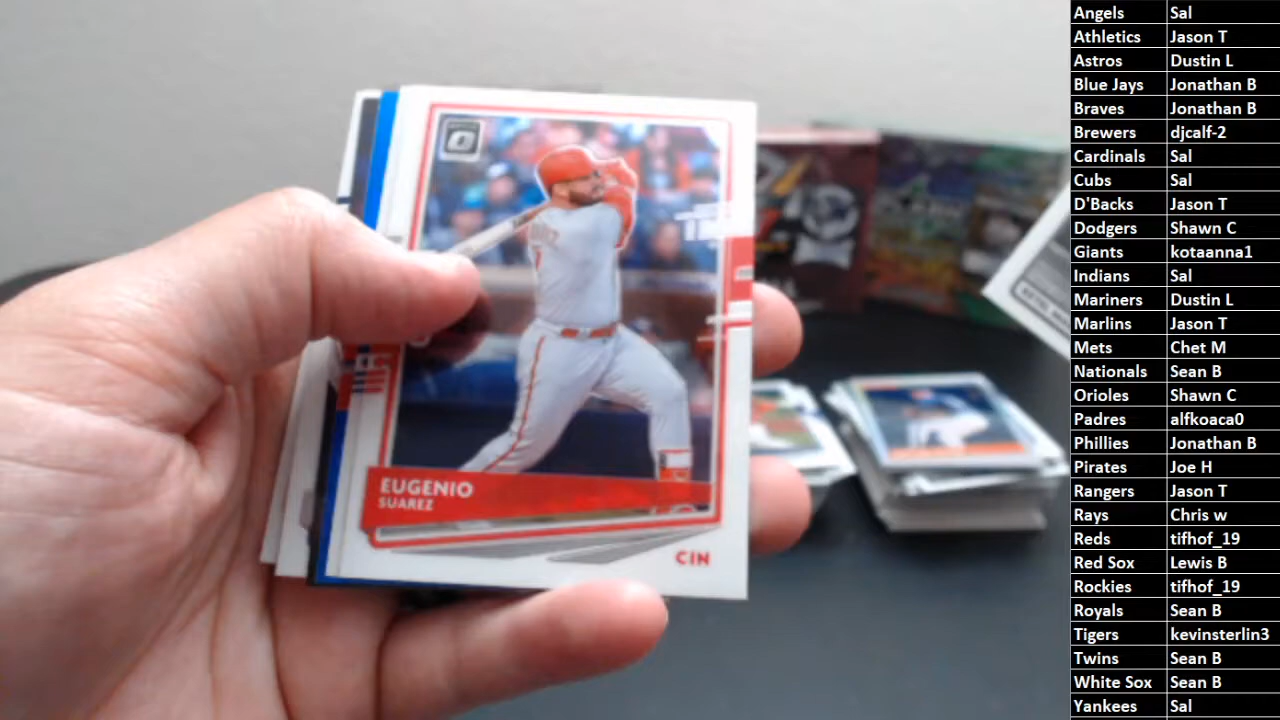 EUGENIO
SUAREZ
CIN
Angels Sal
Athletics Jason T
Astros Dustin L
Blue Jays Jonathan B
Braves Jonathan B
Brewers djcalf-2
Cardinals Sal
Cubs Sal
D'Backs Jason T
Dodgers Shawn C
Giants kotaanna1
Indians Sal
Mariners Dustin L
Marlins Jason T
Mets Chet M
Nationals Sean B
Orioles Shawn C
Padres alfkoaca0
Phillies Jonathan B
Pirates Joe H
Rangers Jason T
Rays Chris w
Reds tifhof_19
Red Sox Lewis B
Rockies tifhof_19
Royals Sean B
Tigers kevinsterlin3
Twins Sean B
White Sox Sean B
Yankees Sal